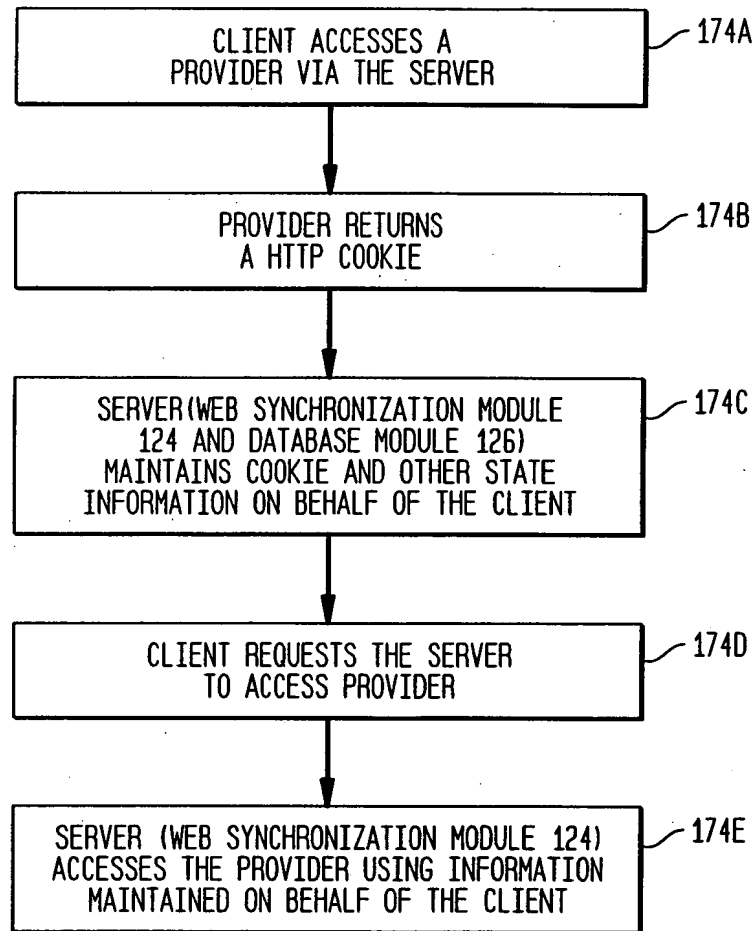 CLIENT ACCESSES A
PROVIDER VIA THE SERVER
174A
PROVIDER RETURNS
A HTTP COOKIE
174B
SERVER(WEB SYNCHRONIZATION MODULE
124 AND DATABASE MODULE 126)
MAINTAINS COOKIE AND OTHER STATE
INFORMATION ON BEHALF OF THE CLIENT
174C
CLIENT REQUESTS THE SERVER
TO ACCESS PROVIDER
174D
SERVER (WEB SYNCHRONIZATION MODULE 124)
ACCESSES THE PROVIDER USING INFORMATION
MAINTAINED ON BEHALF OF THE CLIENT
174E